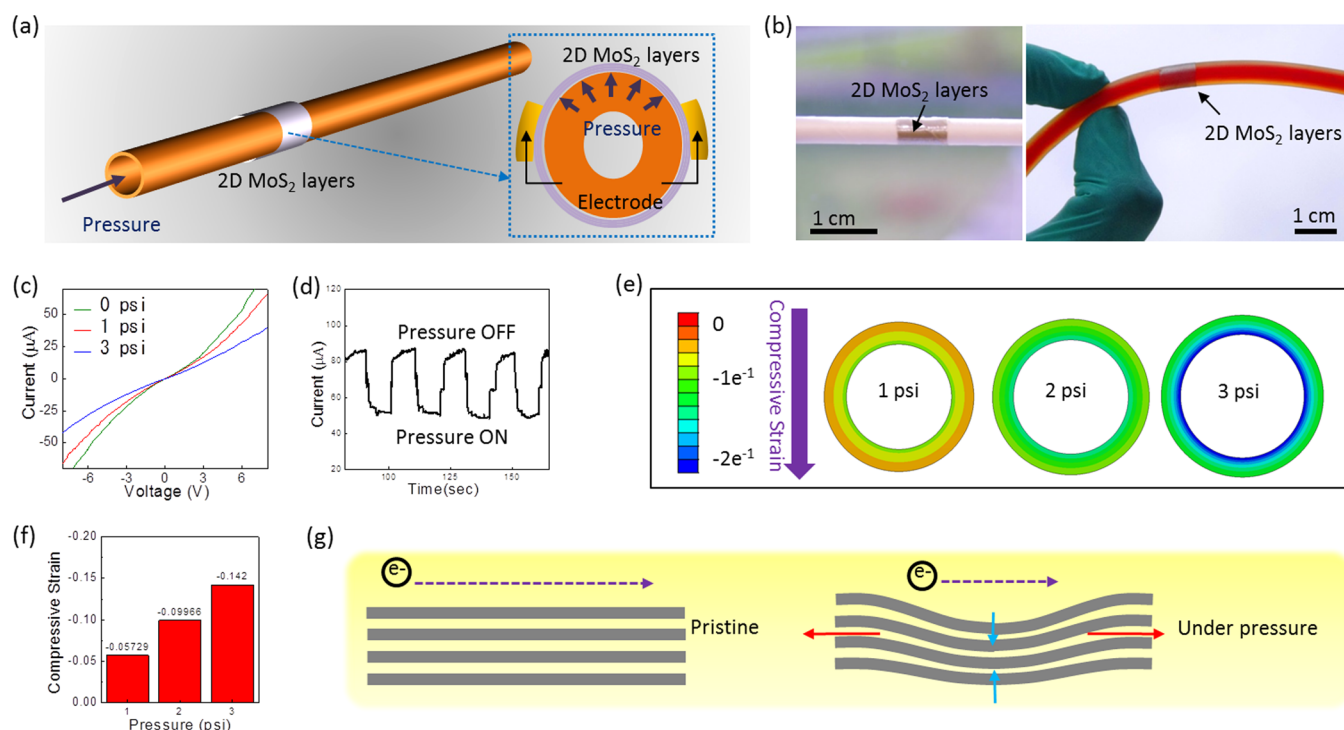 (a)
2D MoS₂ layers
Pressure
2D MoS₂ layers
Pressure
Electrode
(b)
2D MoS₂ layers
1 cm
2D MoS₂ layers
1 cm
(c)
Current (μA)
50
25
0
-25
-50
0 psi
1 psi
3 psi
-6 -3 0 3 6
Voltage (V)
(d)
Current (μA)
120
100
80
60
40
20
Pressure OFF
Pressure ON
100 125 150
Time(sec)
(e)
0
-1e⁻¹
-2e⁻¹
Compressive Strain
1 psi
2 psi
3 psi
(f)
Compressive Strain
-0.20
-0.15
-0.10
-0.05
0.00
-0.05729
-0.09966
-0.142
1 2 3
Pressure (psi)
(g)
e-
Pristine
e-
Under pressure